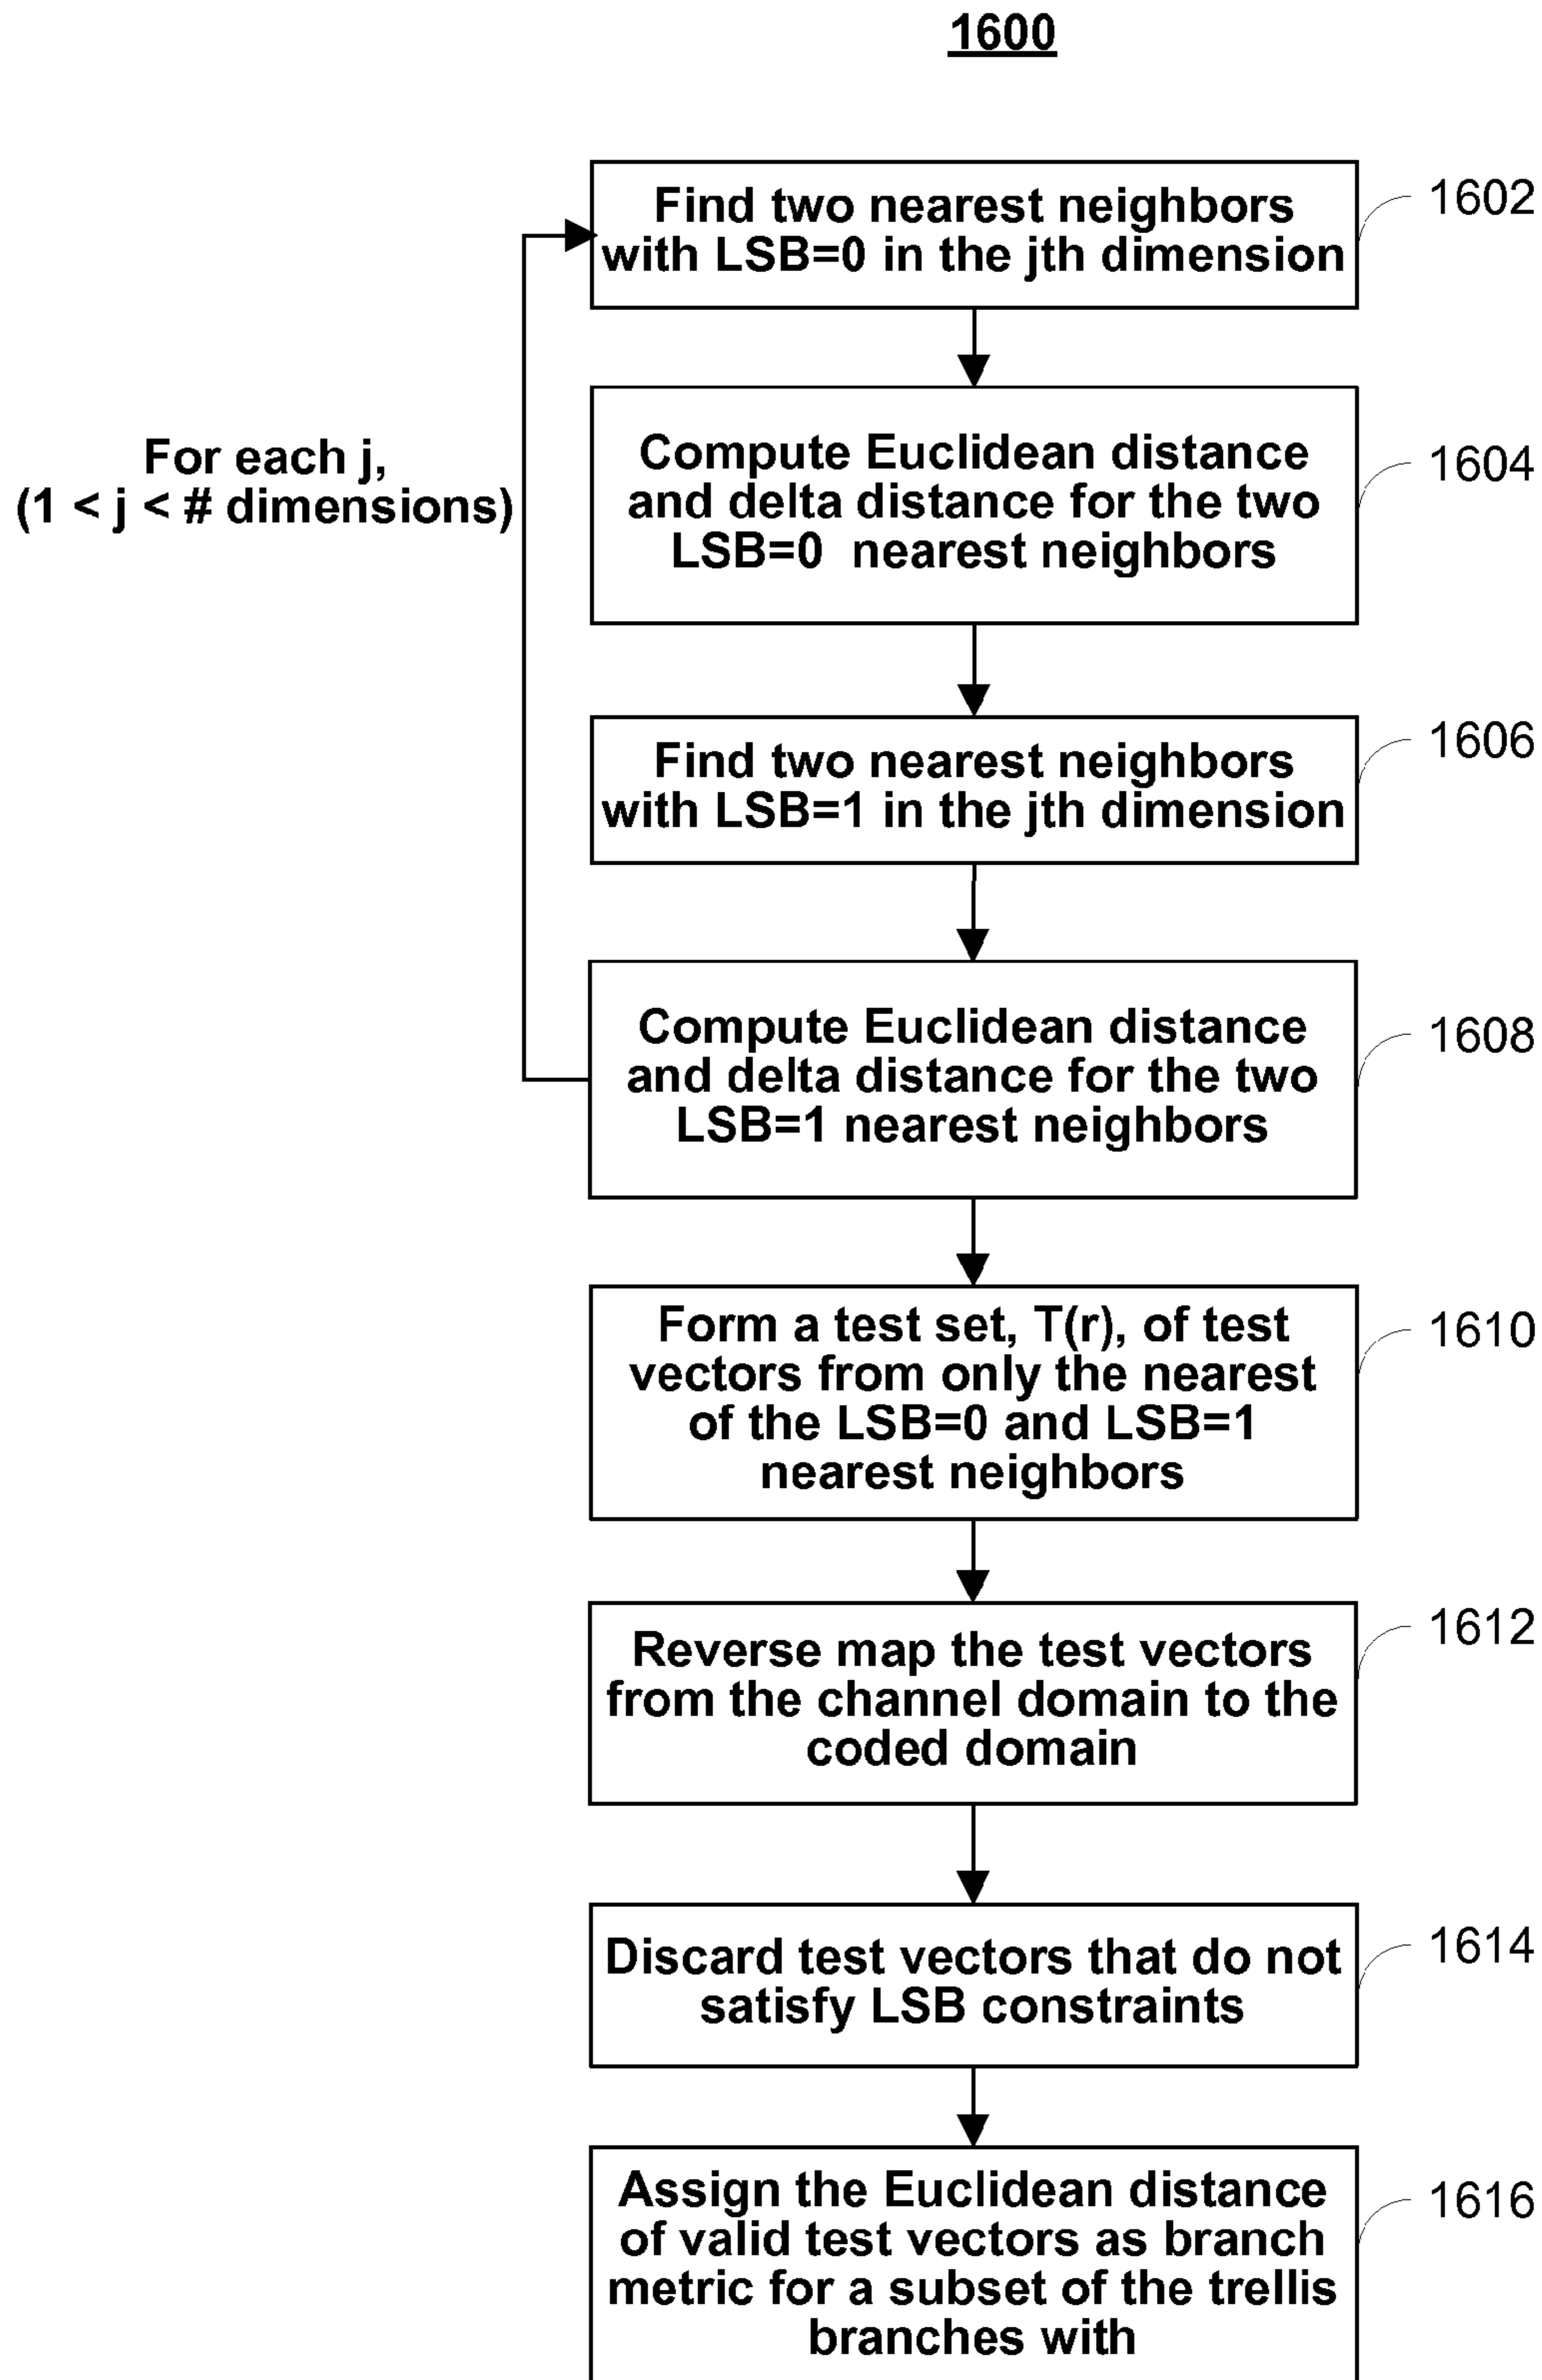 1600
Find two nearest neighbors
with LSB=0 in the jth dimension
1602
For each j,
(1 < j < # dimensions)
Compute Euclidean distance
and delta distance for the two
LSB=0 nearest neighbors
1604
Find two nearest neighbors
with LSB=1 in the jth dimension
1606
Compute Euclidean distance
and delta distance for the two
LSB=1 nearest neighbors
1608
Form a test set, T(r), of test
vectors from only the nearest
of the LSB=0 and LSB=1
nearest neighbors
1610
Reverse map the test vectors
from the channel domain to the
coded domain
1612
Discard test vectors that do not
satisfy LSB constraints
1614
Assign the Euclidean distance
of valid test vectors as branch
metric for a subset of the trellis
branches with
1616